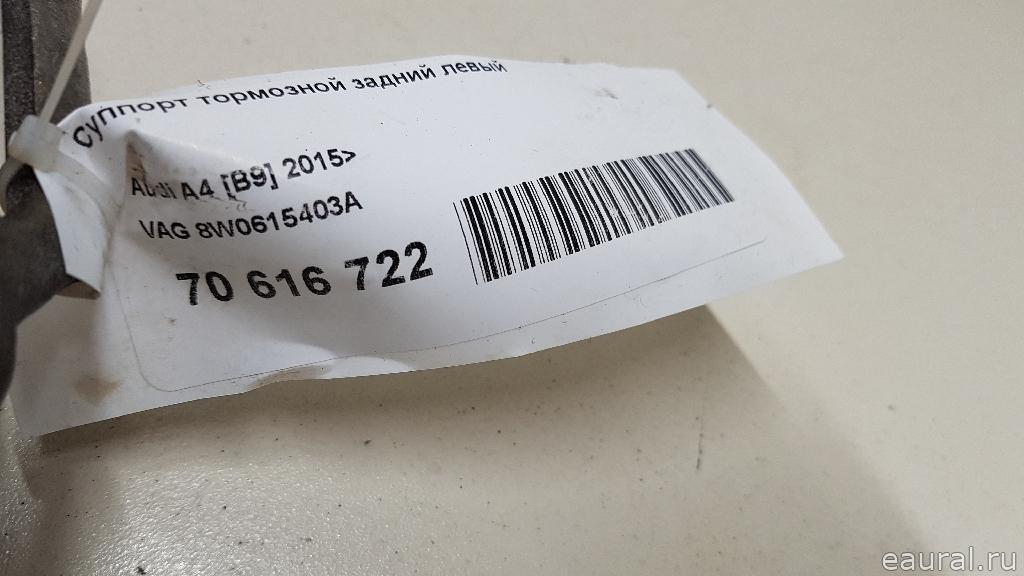 Суппорт тормозной задний левый
Audi A4 [B9] 2015>
VAG 8W0615403A
70 616 722
eaural.ru